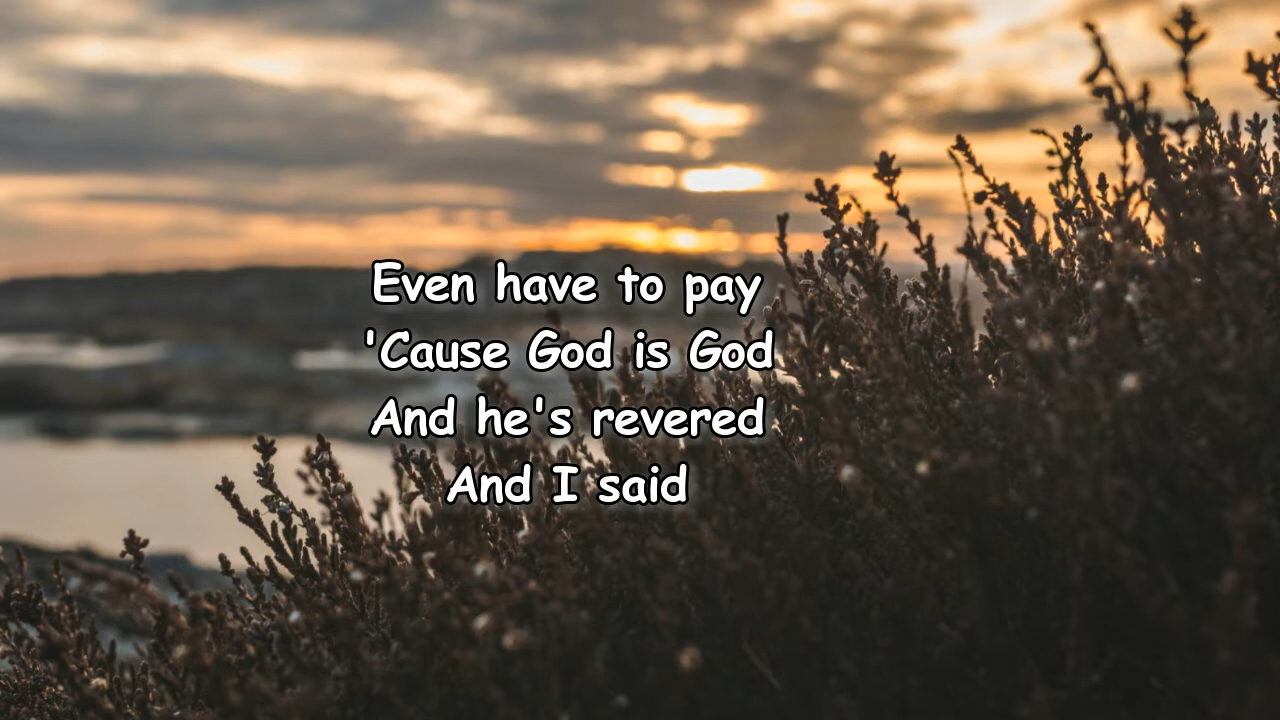 Even have to pay
'Cause God is God
And he's revered
And I said